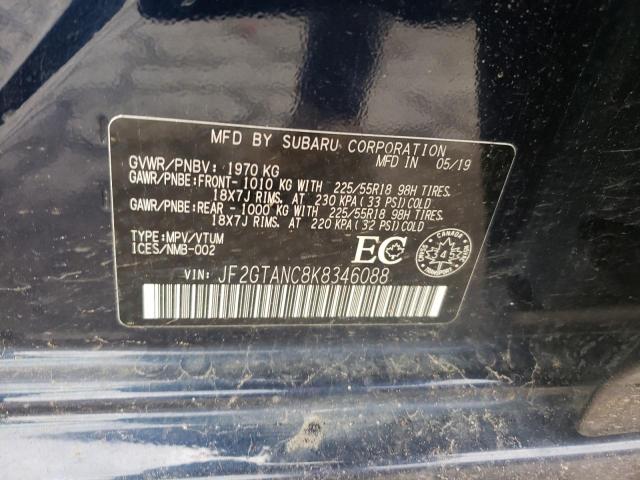 MFD BY SUBARU CORPORATION
GVWR/PNBV: 1970 KG MFD IN 05/19
GAWR/PNBE:FRONT-1010 KG WITH 225/55R18 98H TIRES.
18X7J RIMS. AT 230 KPA (33 PSI)COLD
GAWR/PNBE:REAR -1000 KG WITH 225/55R18 98H TIRES.
18X7J RIMS. AT 220 KPA (32 PSI)COLD
TYPE:MPV/VTUM
ICES/NMB-002
EC
VIN: JF2GTANC8K8346088